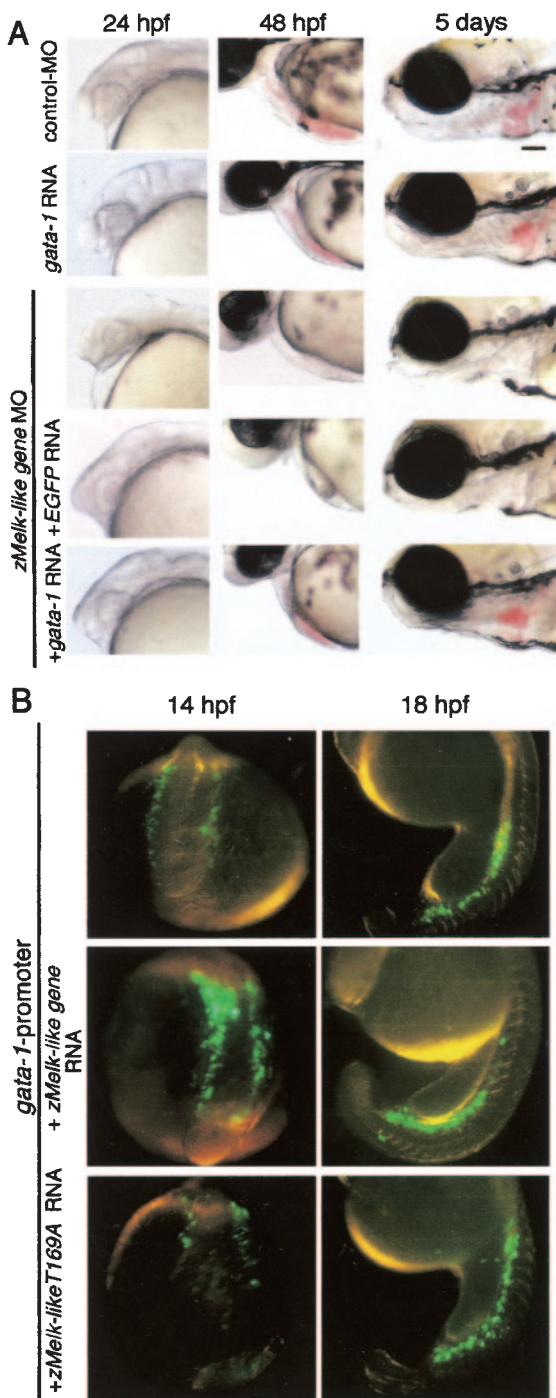 A
24 hpf
48 hpf
5 days
control-MO
gata-1 RNA
zMelk-like gene MO
+EGFP RNA
+gata-1 RNA
B
14 hpf
18 hpf
gata-1-promoter
+ zMelk-like gene
RNA
+zMelk-likeT169A RNA